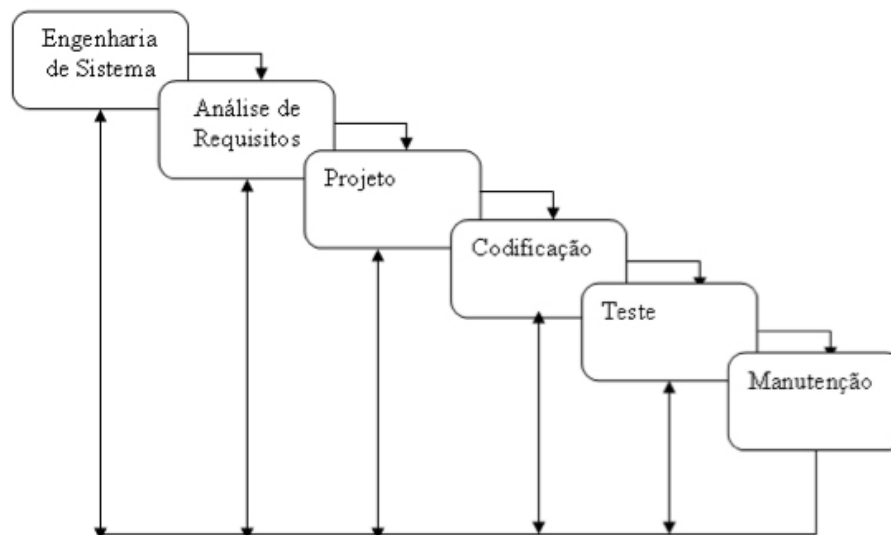 Engenharia
de Sistema
Análise de
Requisitos
Projeto
Codificação
Teste
Manutenção